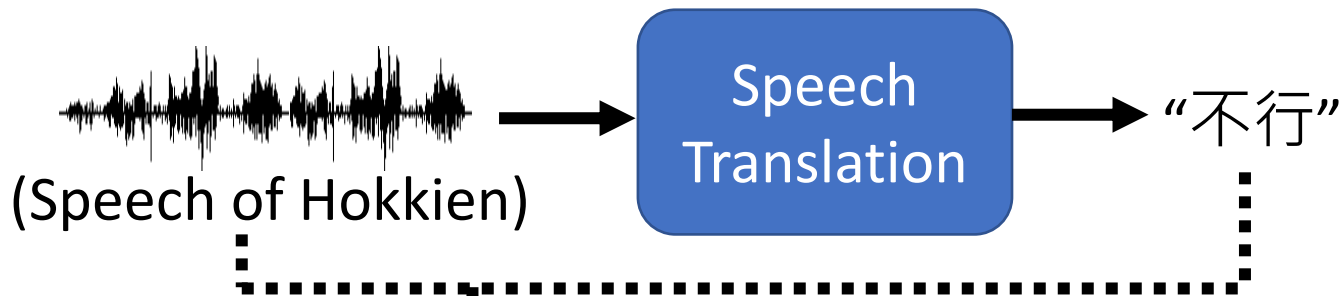 Speech
Translation
“不行”
(Speech of Hokkien)